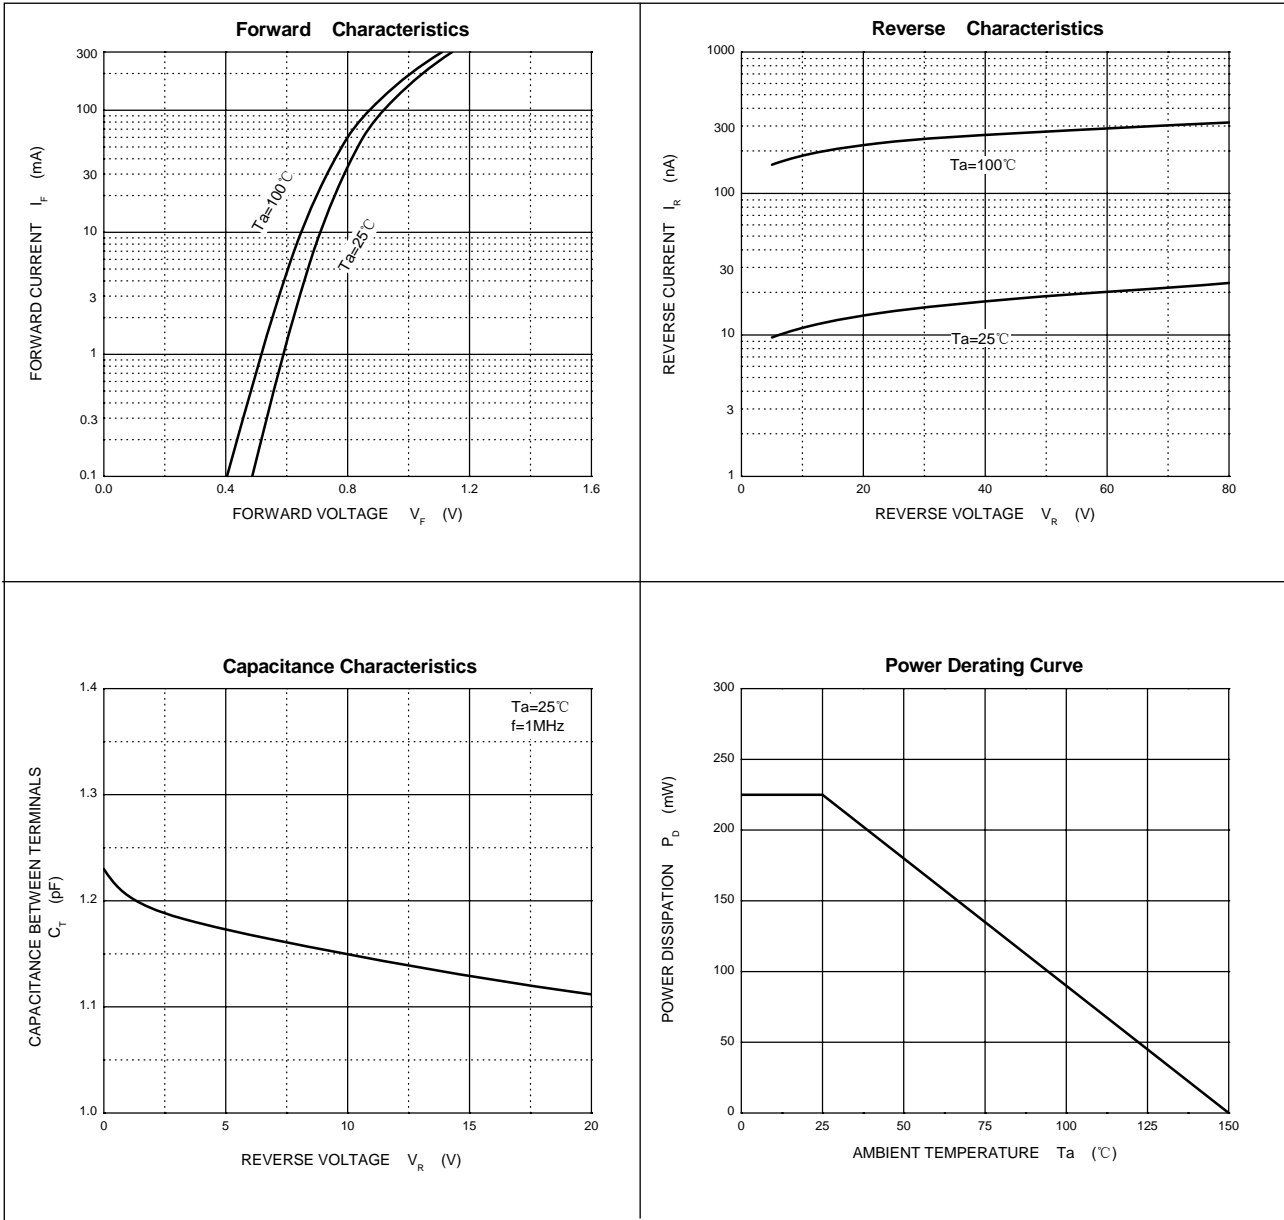 Forward Characteristics
300
100
30
10
3
1
0.3
0.1
0.0 0.4 0.8 1.2 1.6
FORWARD CURRENT I_F (mA)
FORWARD VOLTAGE V_F (V)
Ta=100℃
Ta=25℃
Reverse Characteristics
1000
300
100
30
10
3
1
0 20 40 60 80
REVERSE CURRENT I_R (nA)
REVERSE VOLTAGE V_R (V)
Ta=100℃
Ta=25℃
Capacitance Characteristics
1.4
1.3
1.2
1.1
1.0
0 5 10 15 20
CAPACITANCE BETWEEN TERMINALS
C_T (pF)
REVERSE VOLTAGE V_R (V)
Ta=25℃
f=1MHz
Power Derating Curve
300
250
200
150
100
50
0
0 25 50 75 100 125 150
POWER DISSIPATION P_D (mW)
AMBIENT TEMPERATURE Ta (℃)